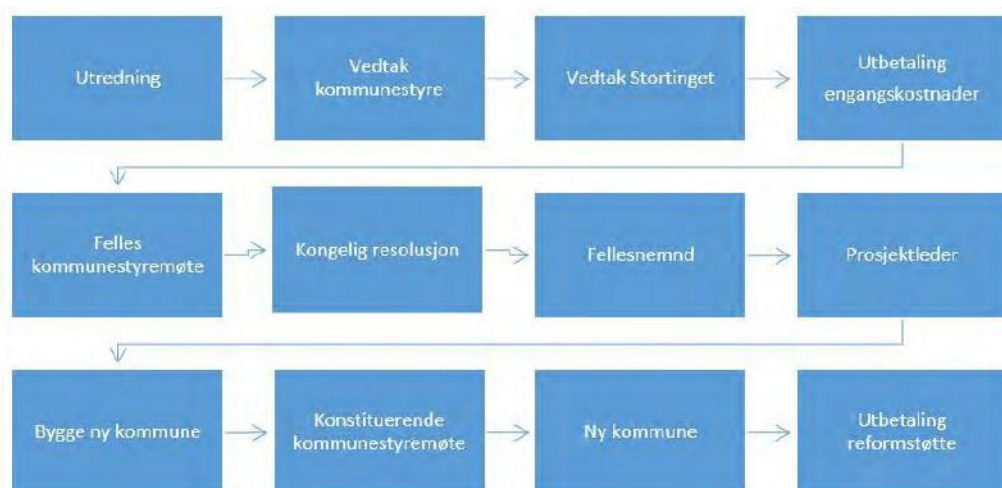 Utredning
Vedtak
kommunestyre
Vedtak Stortinget
Utbetaling
engangskostnader
Felles
kommunestyremøte
Kongelig resolusjon
Fellesnemnd
Prosjektleder
Bygge ny kommune
Konstituerende
kommunestyremøte
Ny kommune
Utbetaling
reformstøtte